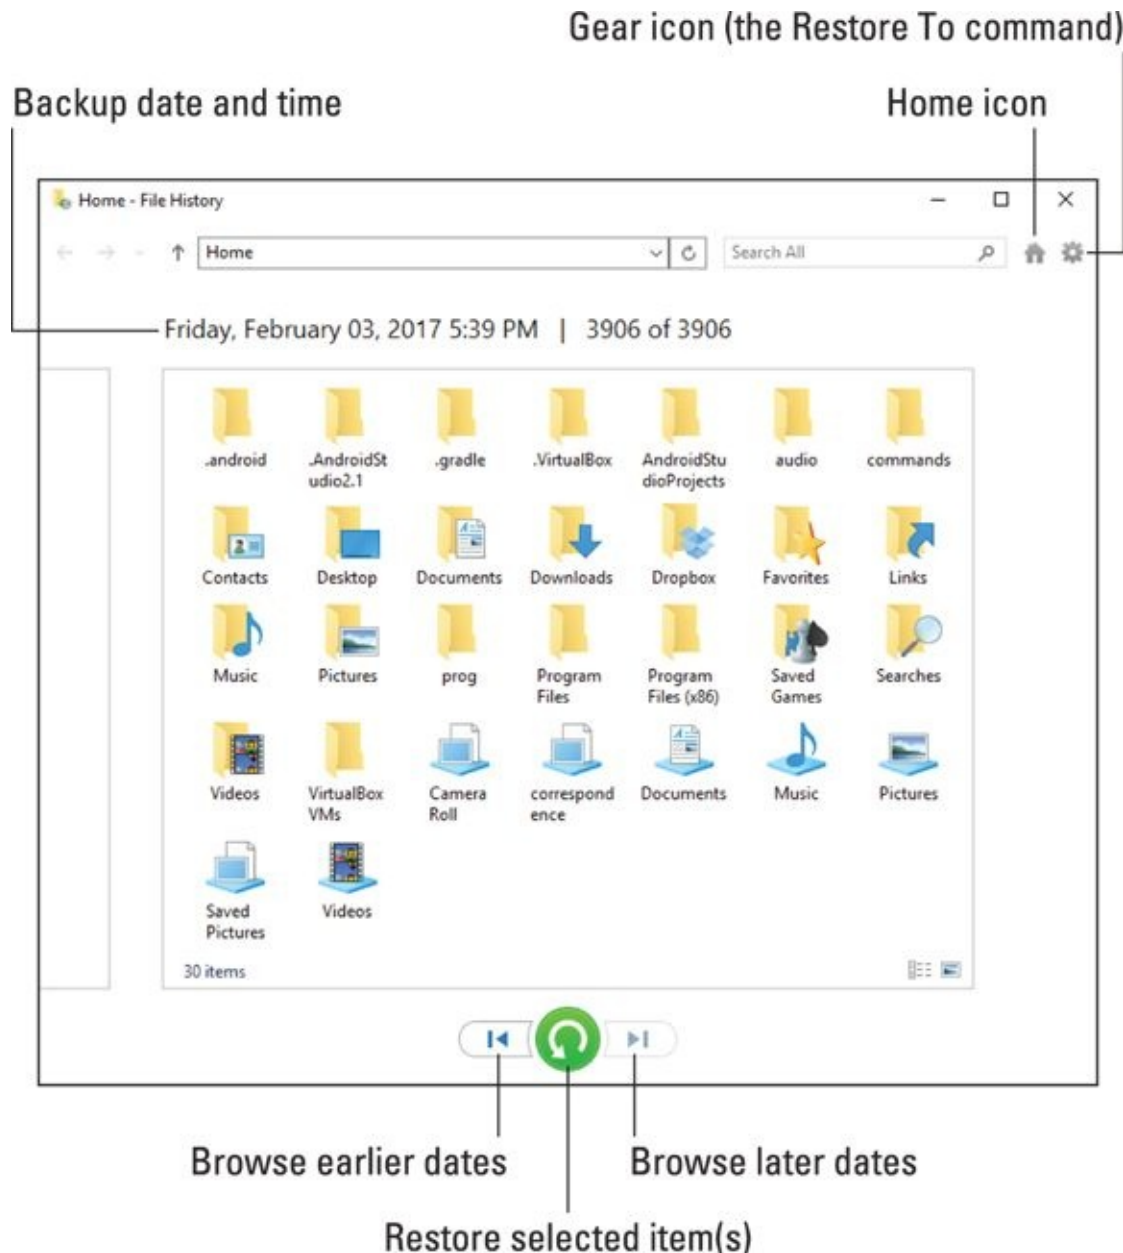 Gear icon (the Restore To command)
Backup date and time
Home icon
Home - File History
Home
Search All
Friday, February 03, 2017 5:39 PM | 3906 of 3906
.android
.AndroidSt
udio2.1
.gradle
.VirtualBox
AndroidStu
dioProjects
audio
commands
Contacts
Desktop
Documents
Downloads
Dropbox
Favorites
Links
Music
Pictures
prog
Program
Files
Program
Files (x86)
Saved
Games
Searches
Videos
VirtualBox
VMs
Camera
Roll
correspond
ence
Documents
Music
Pictures
Saved
Pictures
Videos
30 items
Browse earlier dates
Browse later dates
Restore selected item(s)